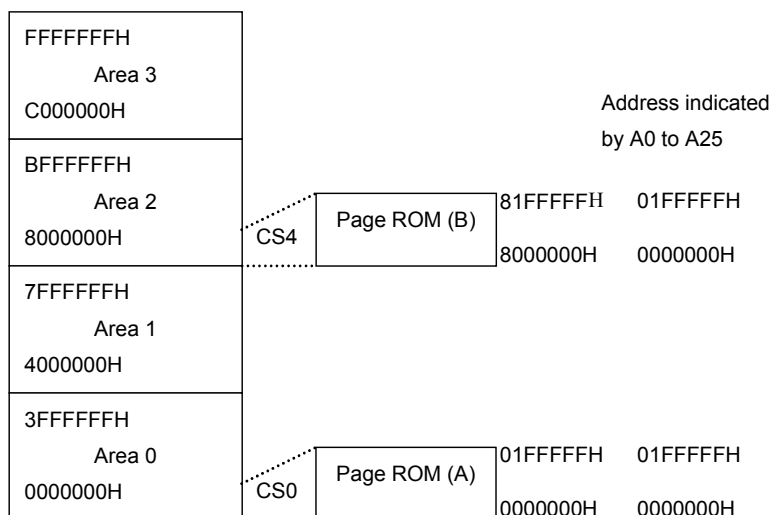 FFFFFFFH
Area 3
C000000H
Address indicated
by A0 to A25
BFFFFFFH
Area 2
8000000H
CS4
Page ROM (B)
81FFFFFH
01FFFFFH
8000000H
0000000H
7FFFFFFH
Area 1
4000000H
3FFFFFFH
Area 0
0000000H
CS0
Page ROM (A)
01FFFFFH
01FFFFFH
0000000H
0000000H